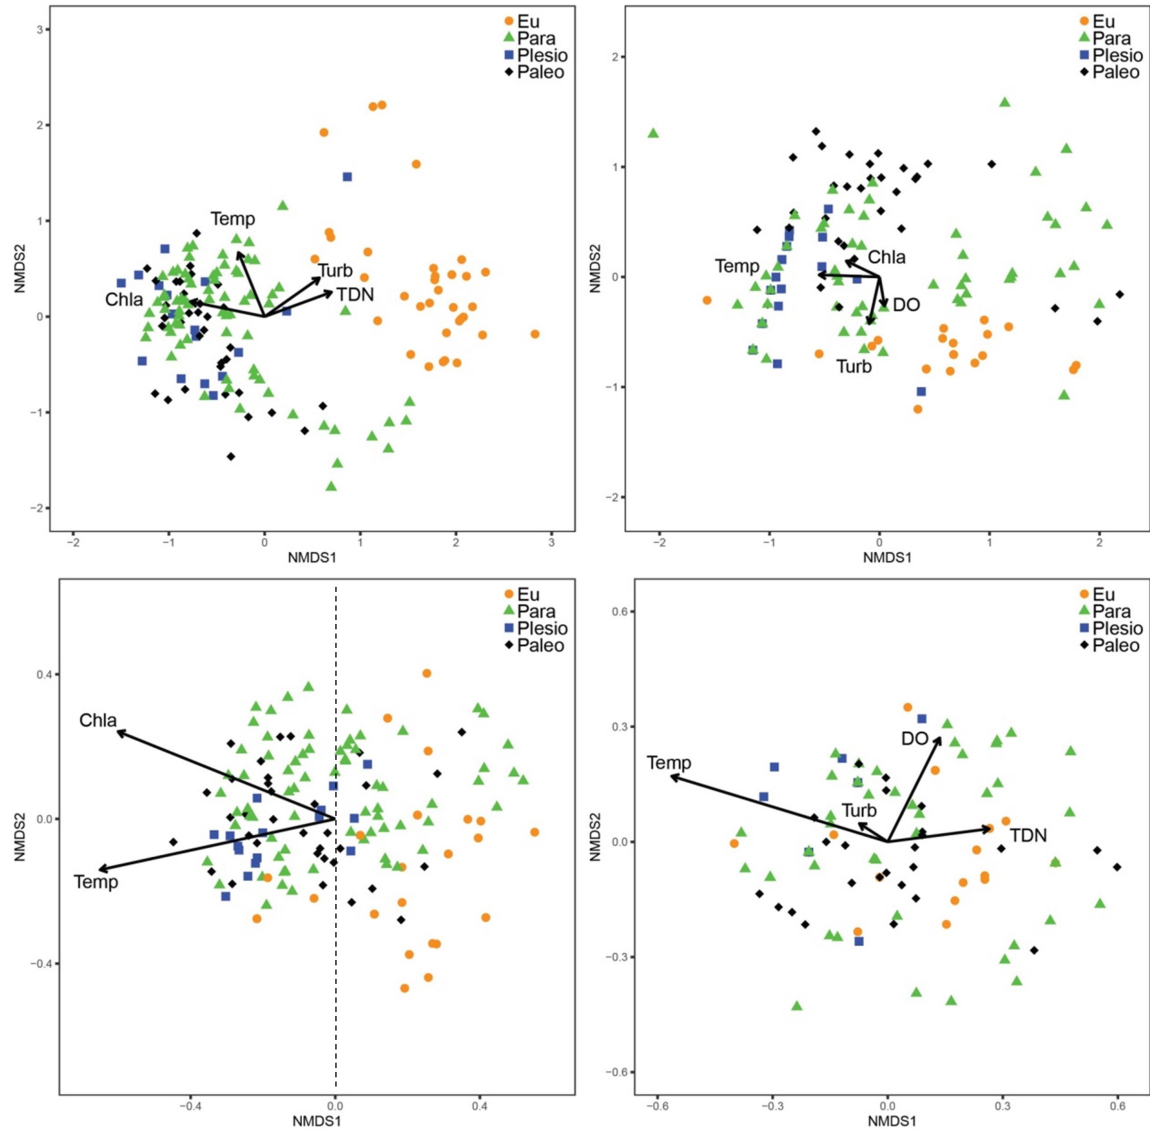 Eu
Para
Plesio
Paleo
3
2
1
0
−1
−2
NMDS2
Temp
Turb
TDN
Chla
−2
−1
0
1
2
3
NMDS1
Eu
Para
Plesio
Paleo
2
1
0
−1
−2
NMDS2
Temp
Chla
DO
Turb
−2
−1
0
1
2
NMDS1
Eu
Para
Plesio
Paleo
0.4
0.0
−0.4
NMDS2
Chla
Temp
−0.4
0.0
0.4
NMDS1
Eu
Para
Plesio
Paleo
0.6
0.3
0.0
−0.3
−0.6
NMDS2
DO
Temp
Turb
TDN
−0.6
−0.3
0.0
0.3
0.6
NMDS1